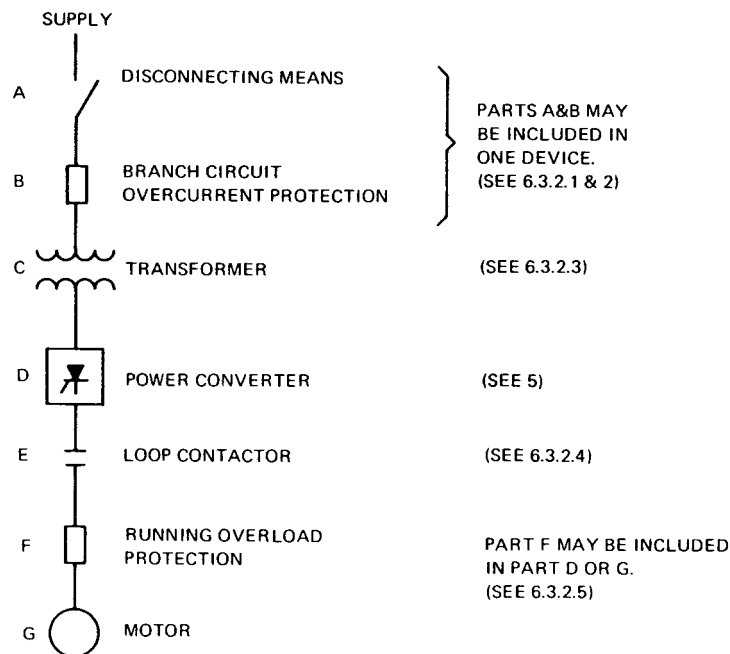 SUPPLY
A
DISCONNECTING MEANS
PARTS A&B MAY
BE INCLUDED IN
ONE DEVICE.
(SEE 6.3.2.1 & 2)
B
BRANCH CIRCUIT
OVERCURRENT PROTECTION
C
TRANSFORMER
(SEE 6.3.2.3)
D
POWER CONVERTER
(SEE 5)
E
LOOP CONTACTOR
(SEE 6.3.2.4)
F
RUNNING OVERLOAD
PROTECTION
PART F MAY BE INCLUDED
IN PART D OR G.
(SEE 6.3.2.5)
G
MOTOR